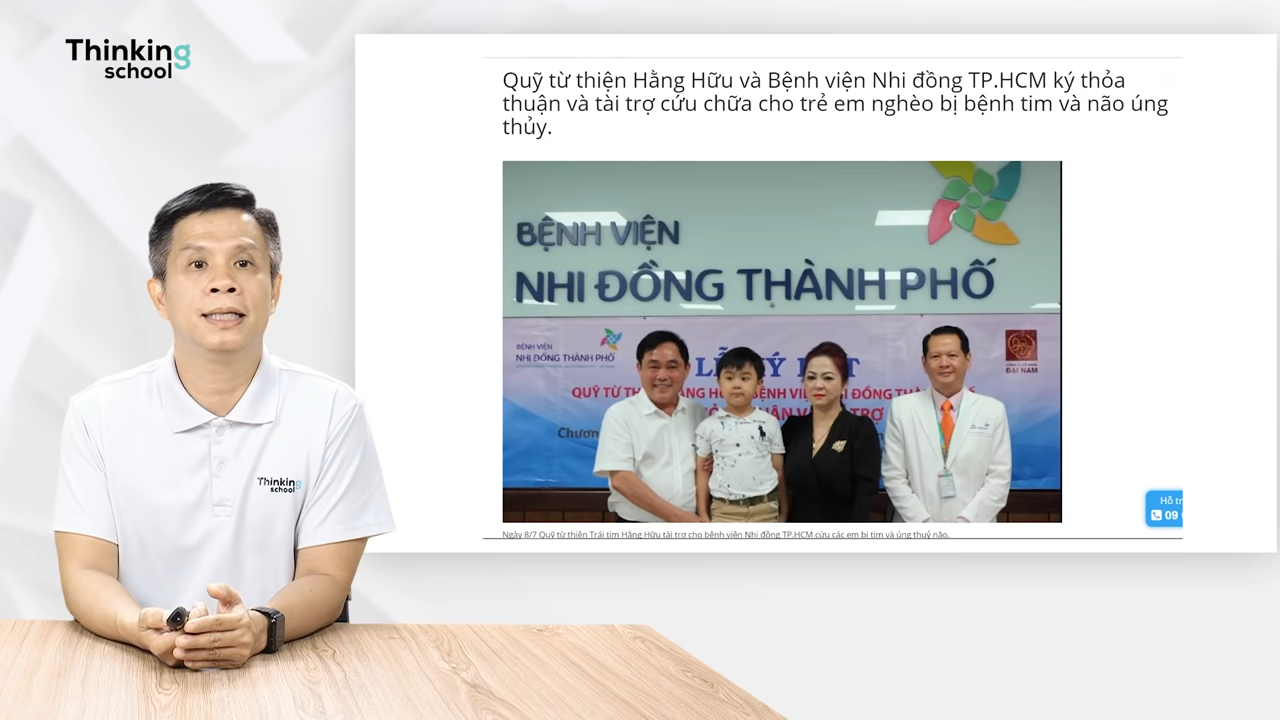 Thinking
school
Quỹ từ thiện Hằng Hữu và Bệnh viện Nhi đồng TP.HCM ký thỏa
thuận và tài trợ cứu chữa cho trẻ em nghèo bị bệnh tim và não úng
thủy.
BỆNH VIỆN
NHI ĐỒNG THÀNH PHỐ
BỆNH VIỆN
NHI ĐỒNG THÀNH PHỐ
ĐẠI NAM
Thinking
school
Hỗ tr
09
Ngày 8/7 Quỹ từ thiện Trái tim Hằng Hữu tài trợ cho bệnh viện Nhi đồng TP.HCM cứu các em bị tim và úng thuỷ não.